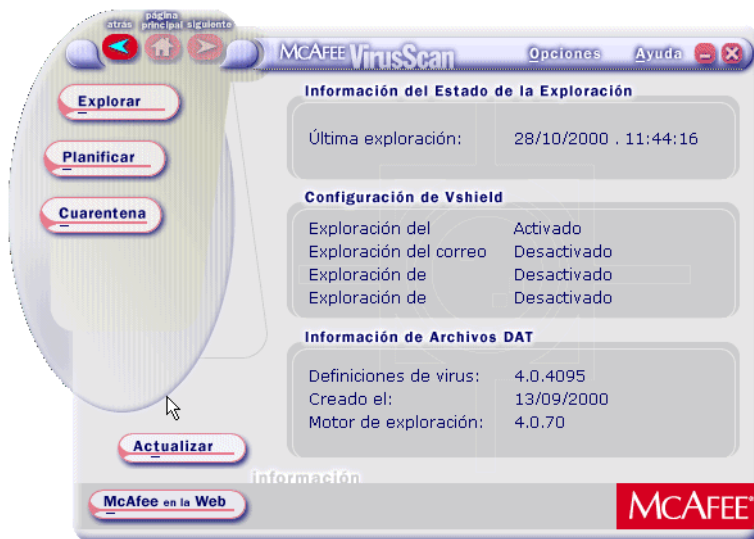 atrás página principal siguiente
McAFEE VirusScan Opciones Ayuda
Explorar
Planificar
Cuarentena
Información del Estado de la Exploración
Última exploración: 28/10/2000 . 11:44:16
Configuración de Vshield
Exploración del Activado
Exploración del correo Desactivado
Exploración de Desactivado
Exploración de Desactivado
Información de Archivos DAT
Definiciones de virus: 4.0.4095
Creado el: 13/09/2000
Motor de exploración: 4.0.70
Actualizar
información
McAfee en la Web
McAFEE